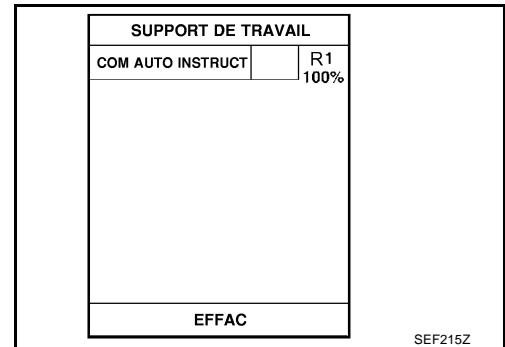 SUPPORT DE TRAVAIL
COM AUTO INSTRUCT R1
100%
EFFAC
SEF215Z